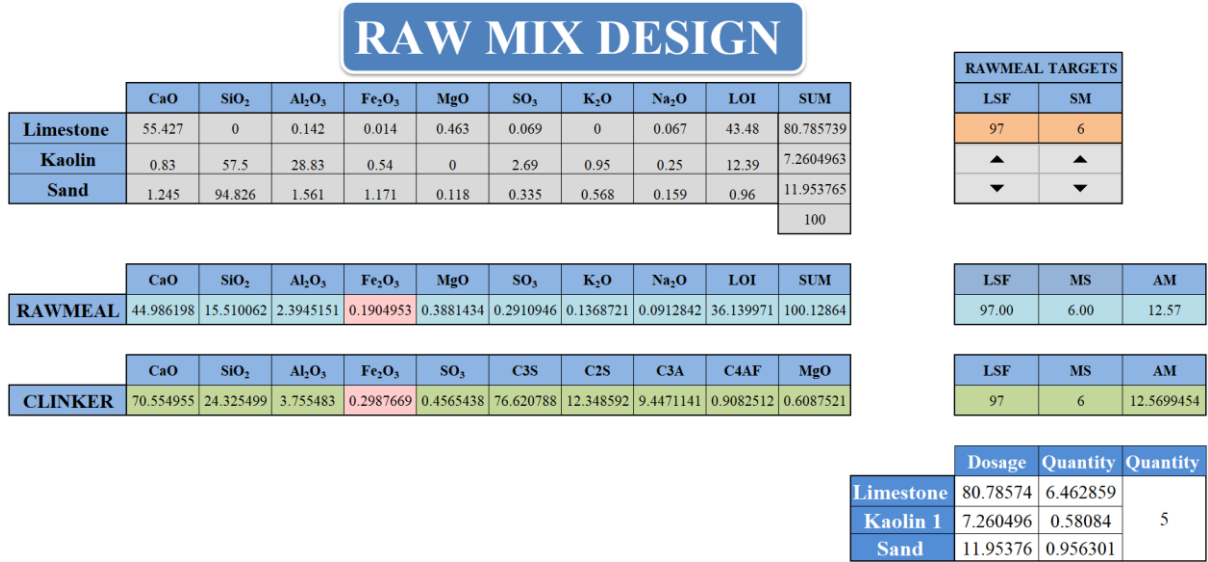 RAW MIX DESIGN
RAWMEAL TARGETS
CaO SiO₂ Al₂O₃ Fe₂O₃ MgO SO₃ K₂O Na₂O LOI SUM LSF SM
Limestone 55.427 0 0.142 0.014 0.463 0.069 0 0.067 43.48 80.785739 97 6
Kaolin 0.83 57.5 28.83 0.54 0 2.69 0.95 0.25 12.39 7.2604963
Sand 1.245 94.826 1.561 1.171 0.118 0.335 0.568 0.159 0.96 11.953765
100
CaO SiO₂ Al₂O₃ Fe₂O₃ MgO SO₃ K₂O Na₂O LOI SUM LSF MS AM
RAWMEAL 44.986198 15.510062 2.3945151 0.1904953 0.3881434 0.2910946 0.1368721 0.0912842 36.139971 100.12864 97.00 6.00 12.57
CaO SiO₂ Al₂O₃ Fe₂O₃ SO₃ C3S C2S C3A C4AF MgO LSF MS AM
CLINKER 70.554955 24.325499 3.755483 0.2987669 0.4565438 76.620788 12.348592 9.4471141 0.9082512 0.6087521 97 6 12.5699454
Dosage Quantity Quantity
Limestone 80.78574 6.462859
Kaolin 1 7.260496 0.58084 5
Sand 11.95376 0.956301